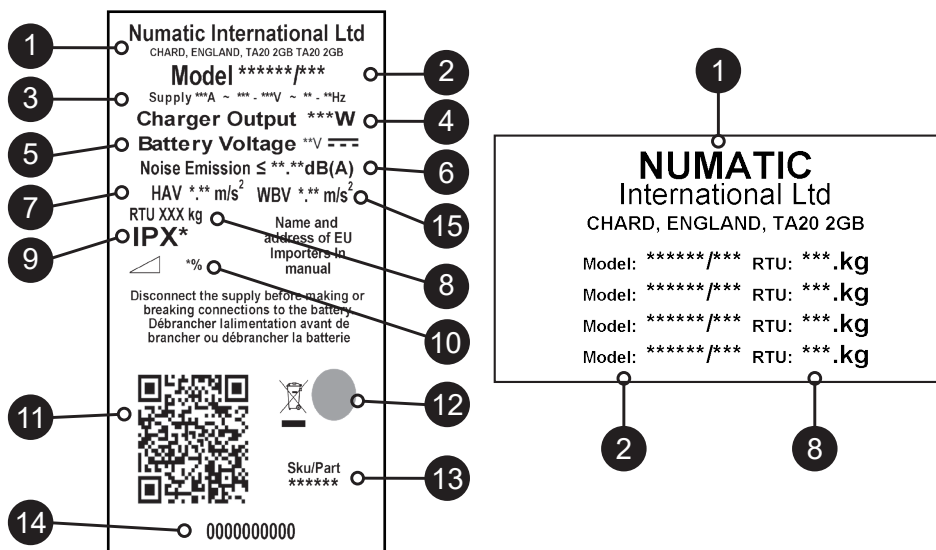 Numatic International Ltd
CHARD, ENGLAND, TA20 2GB TA20 2GB
Model ******/***
Supply ***A ~ *** - ***V ~ ** - **Hz
Charger Output ***W
Battery Voltage **V
Noise Emission ≤ **.**dB(A)
HAV *.** m/s² WBV *.** m/s²
RTU XXX kg
IPX*
Name and
address of EU
Importers In
manual
*%
Disconnect the supply before making or
breaking connections to the battery
Débrancher lalimentation avant de
brancher ou débrancher la batterie
Sku/Part
******
0000000000
1
2
3
4
5
6
7
15
9
8
10
11
12
13
14
1
NUMATIC
International Ltd
CHARD, ENGLAND, TA20 2GB
Model: ******/*** RTU: ***.kg
Model: ******/*** RTU: ***.kg
Model: ******/*** RTU: ***.kg
Model: ******/*** RTU: ***.kg
2
8